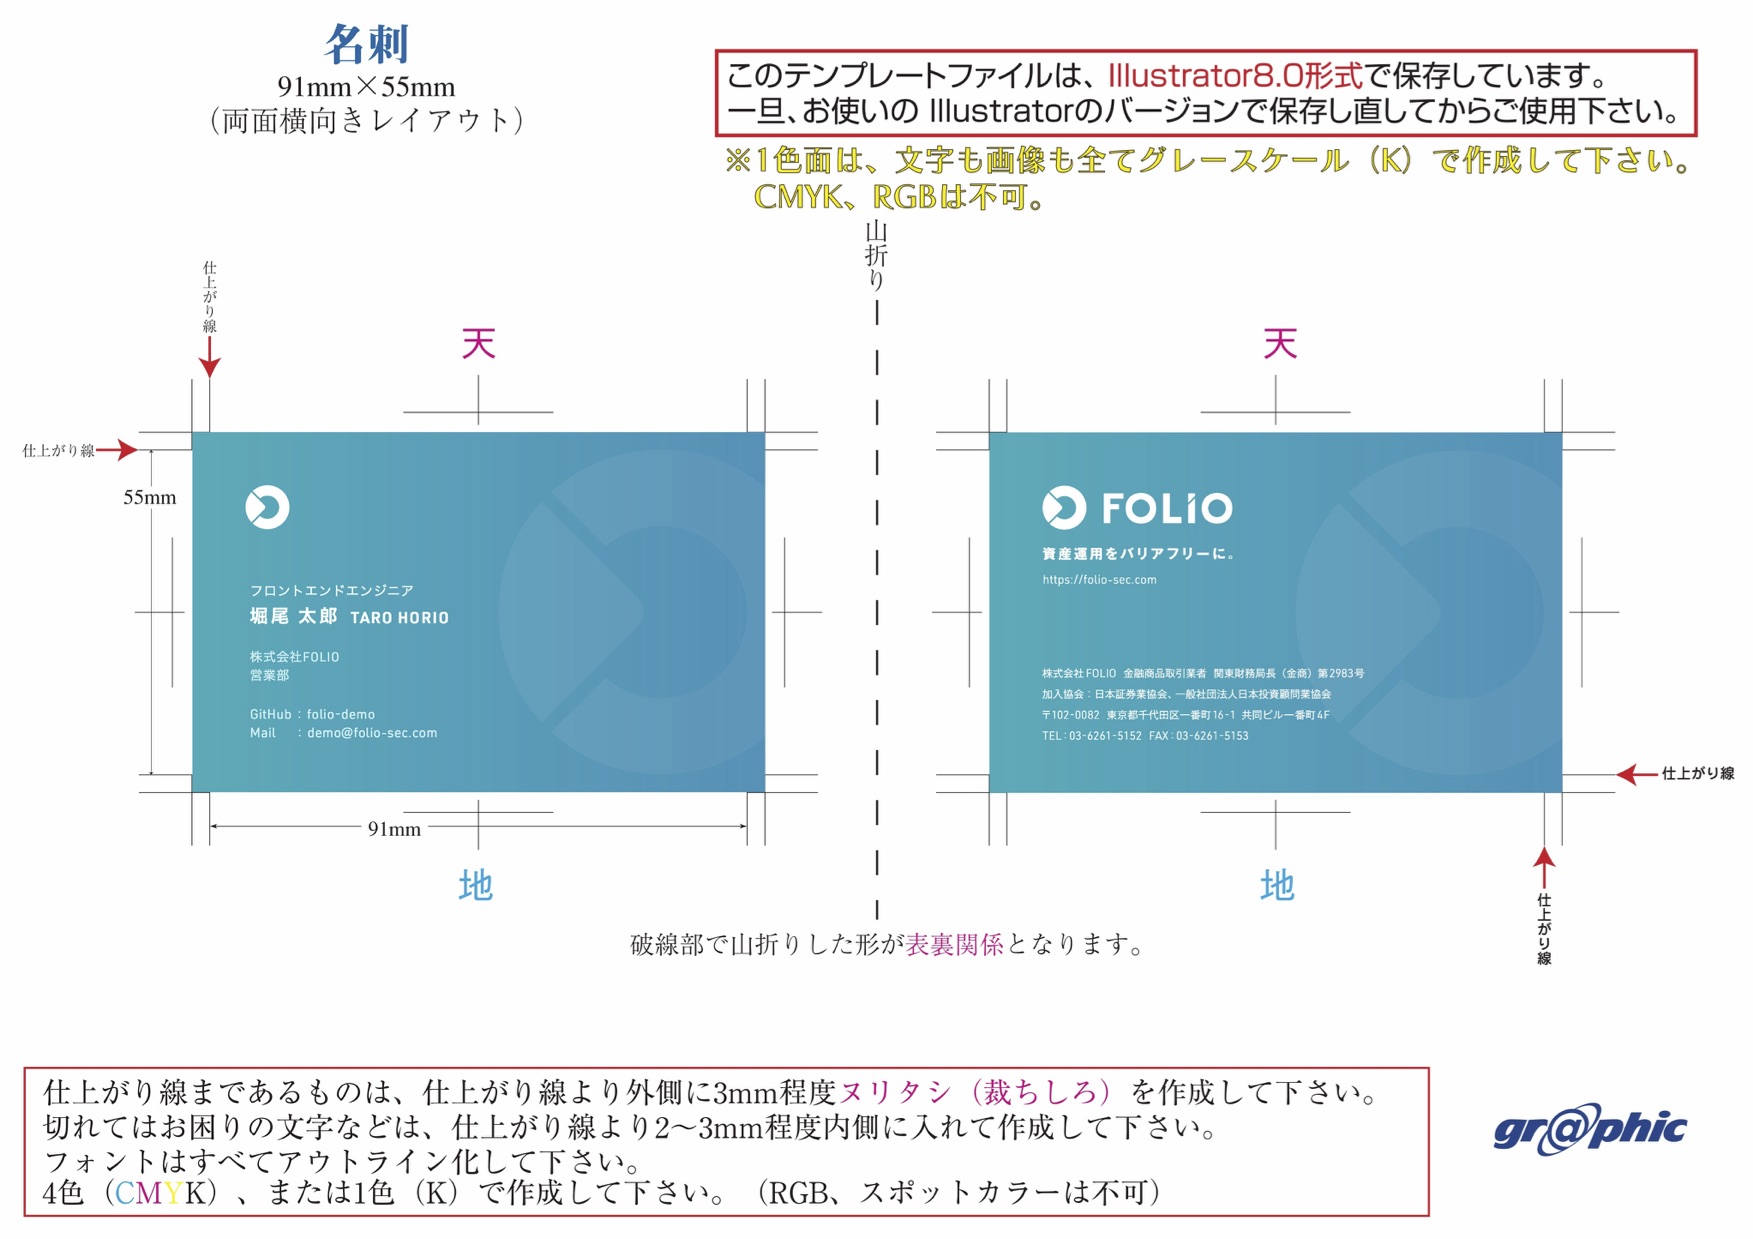 名刺
91mm×55mm
（両面横向きレイアウト）
このテンプレートファイルは、Illustrator8.0形式で保存しています。
一旦、お使いの Illustratorのバージョンで保存し直してからご使用下さい。
※1色面は、文字も画像も全てグレースケール（K）で作成して下さい。
CMYK、RGBは不可。
山折り
仕上がり線
天
仕上がり線
55mm
フロントエンドエンジニア
堀尾 太郎 TARO HORIO
株式会社FOLIO
営業部
GitHub : folio-demo
Mail : demo@folio-sec.com
91mm
地
天
FOLIO
資産運用をバリアフリーに。
https://folio-sec.com
株式会社FOLIO 金融商品取引業者 関東財務局長（金商）第2983号
加入協会：日本証券業協会、一般社団法人日本投資顧問業協会
〒102-0082 東京都千代田区一番町16-1 共同ビル一番町4F
TEL：03-6261-5152 FAX：03-6261-5153
仕上がり線
地
仕上がり線
破線部で山折りした形が表裏関係となります。
仕上がり線まであるものは、仕上がり線より外側に3mm程度ヌリタシ（裁ちしろ）を作成して下さい。
切れてはお困りの文字などは、仕上がり線より2〜3mm程度内側に入れて作成して下さい。
フォントはすべてアウトライン化して下さい。
4色（CMYK）、または1色（K）で作成して下さい。（RGB、スポットカラーは不可）
gr@phic